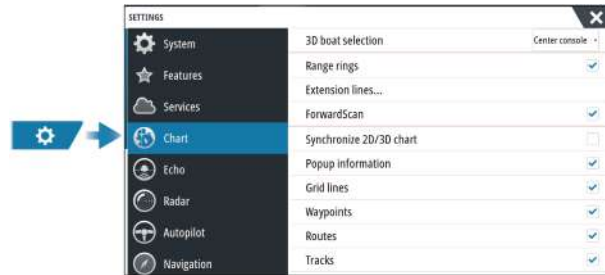 SETTINGS
System
Features
Services
Chart
Echo
Radar
Autopilot
Navigation
3D boat selection Center console
Range rings
Extension lines...
ForwardScan
Synchronize 2D/3D chart
Popup information
Grid lines
Waypoints
Routes
Tracks